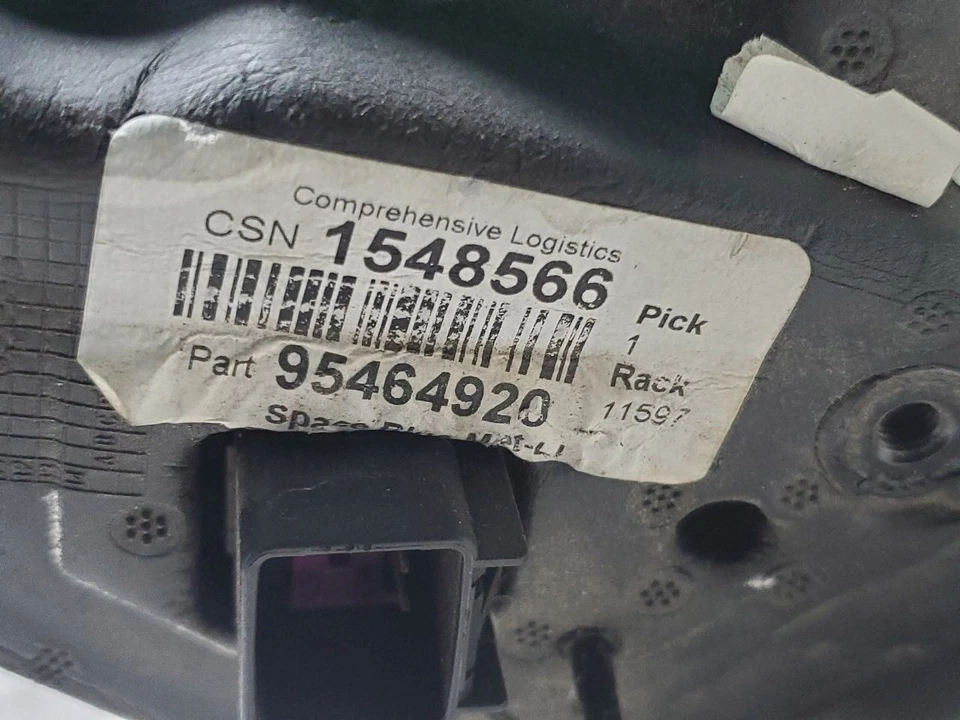 Comprehensive Logistics
CSN 1548566
Pick
1
Part 95464920
Rack
11597